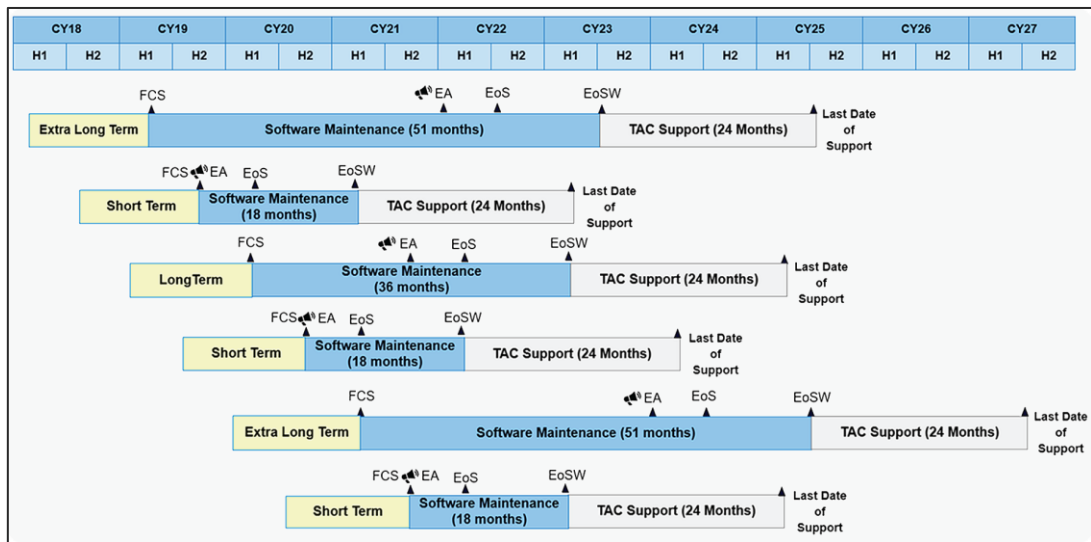 CY18 CY19 CY20 CY21 CY22 CY23 CY24 CY25 CY26 CY27
H1 H2 H1 H2 H1 H2 H1 H2 H1 H2 H1 H2 H1 H2 H1 H2 H1 H2 H1 H2
FCS EA EoS EoSW
Extra Long Term Software Maintenance (51 months) TAC Support (24 Months)
Last Date
of
Support
FCS EA EoS EoSW
Short Term Software Maintenance
(18 months)
TAC Support (24 Months)
Last Date
of
Support
FCS EA EoS EoSW
LongTerm Software Maintenance
(36 months)
TAC Support (24 Months)
Last Date
of
Support
FCS EA EoS EoSW
Short Term Software Maintenance
(18 months)
TAC Support (24 Months)
Last Date
of
Support
FCS EA EoS EoSW
Extra Long Term Software Maintenance (51 months) TAC Support (24 Months)
Last Date
of
Support
FCS EA EoS EoSW
Short Term Software Maintenance
(18 months)
TAC Support (24 Months)
Last Date
of
Support